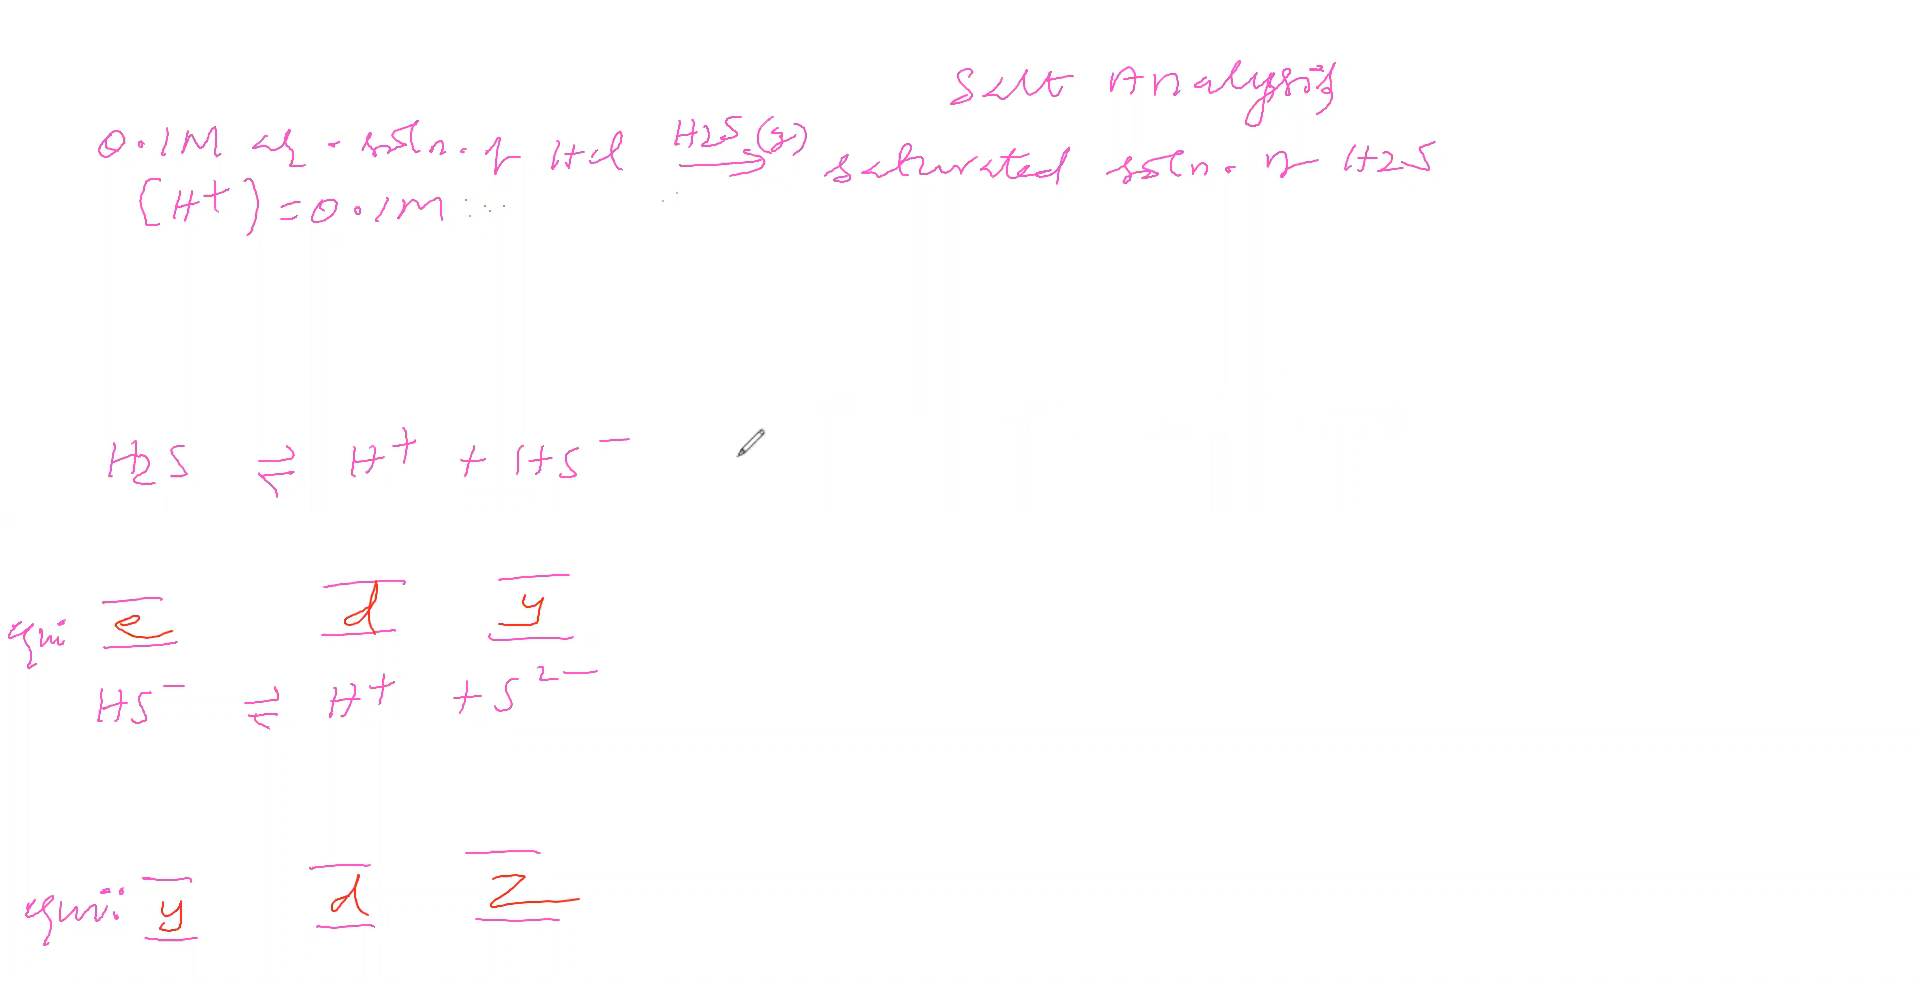 Salt Analysis
0.1M aq. soln. of HCl H2S(g) → saturated soln. of H2S
[H+] = 0.1M
H2S ⇌ H+ + HS−
equi: e d y
HS− ⇌ H+ + S2−
equi: y d z